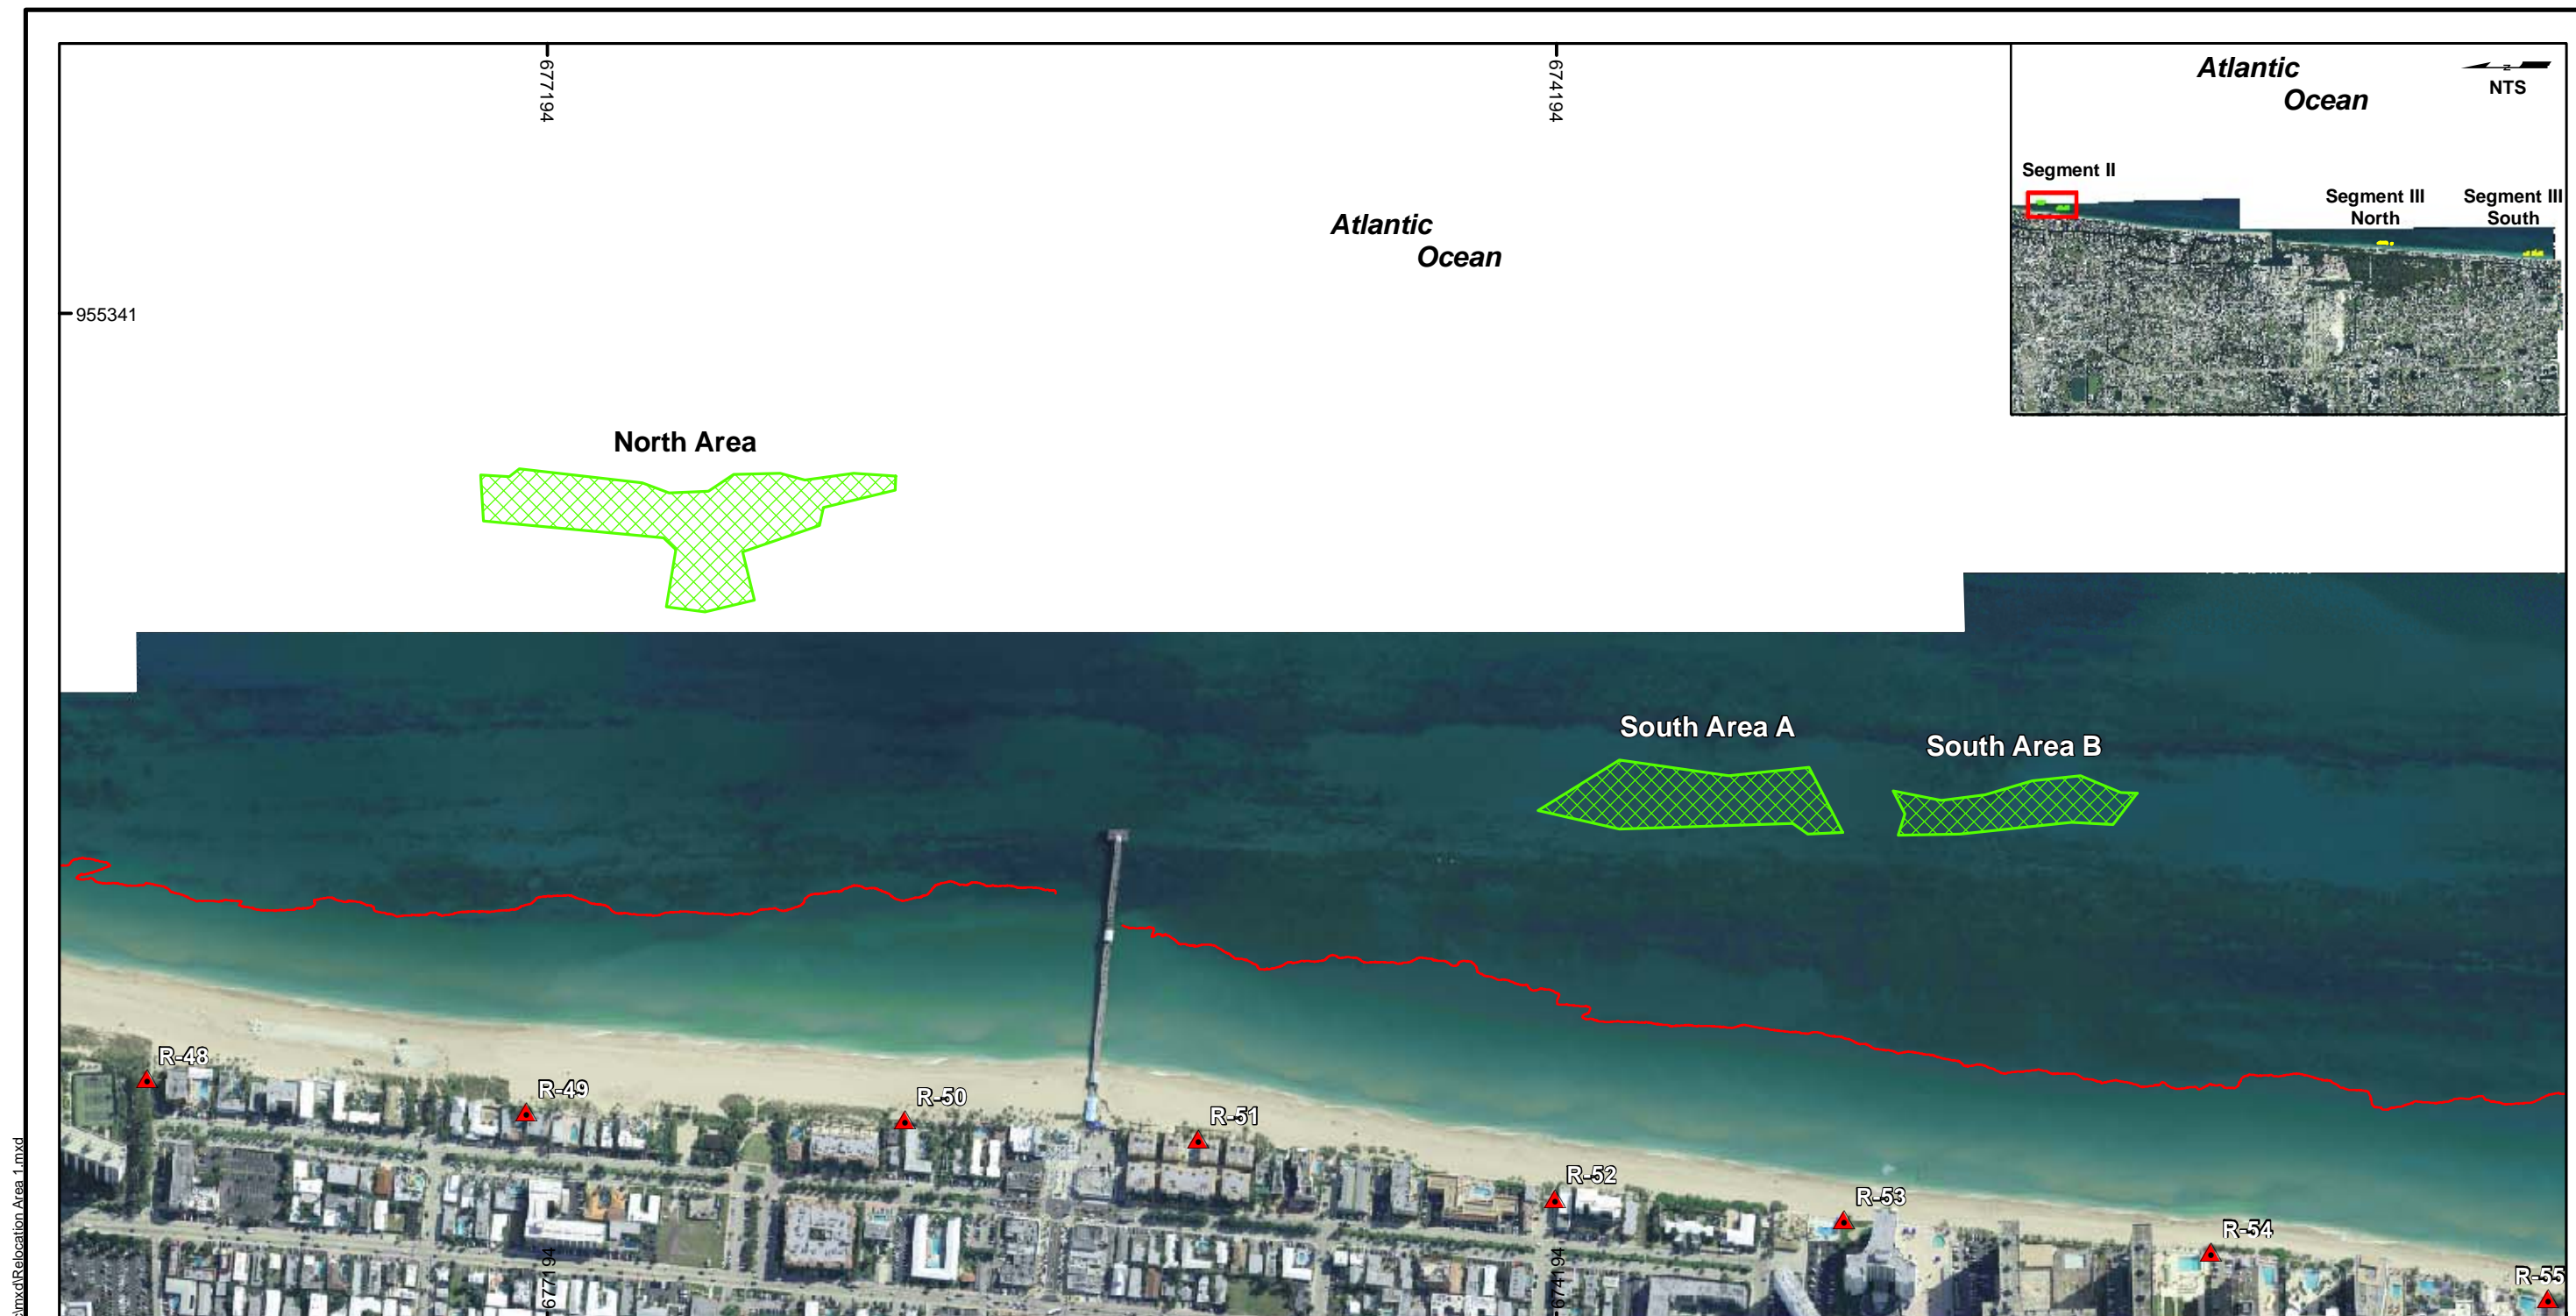 677194
674194
Atlantic
Ocean
NTS
Segment II
Segment III
North
Segment III
South
Atlantic
Ocean
955341
North Area
South Area A
South Area B
R-48
R-49
R-50
R-51
R-52
R-53
R-54
R-55
677194
674194
\mxd\Relocation Area 1.mxd